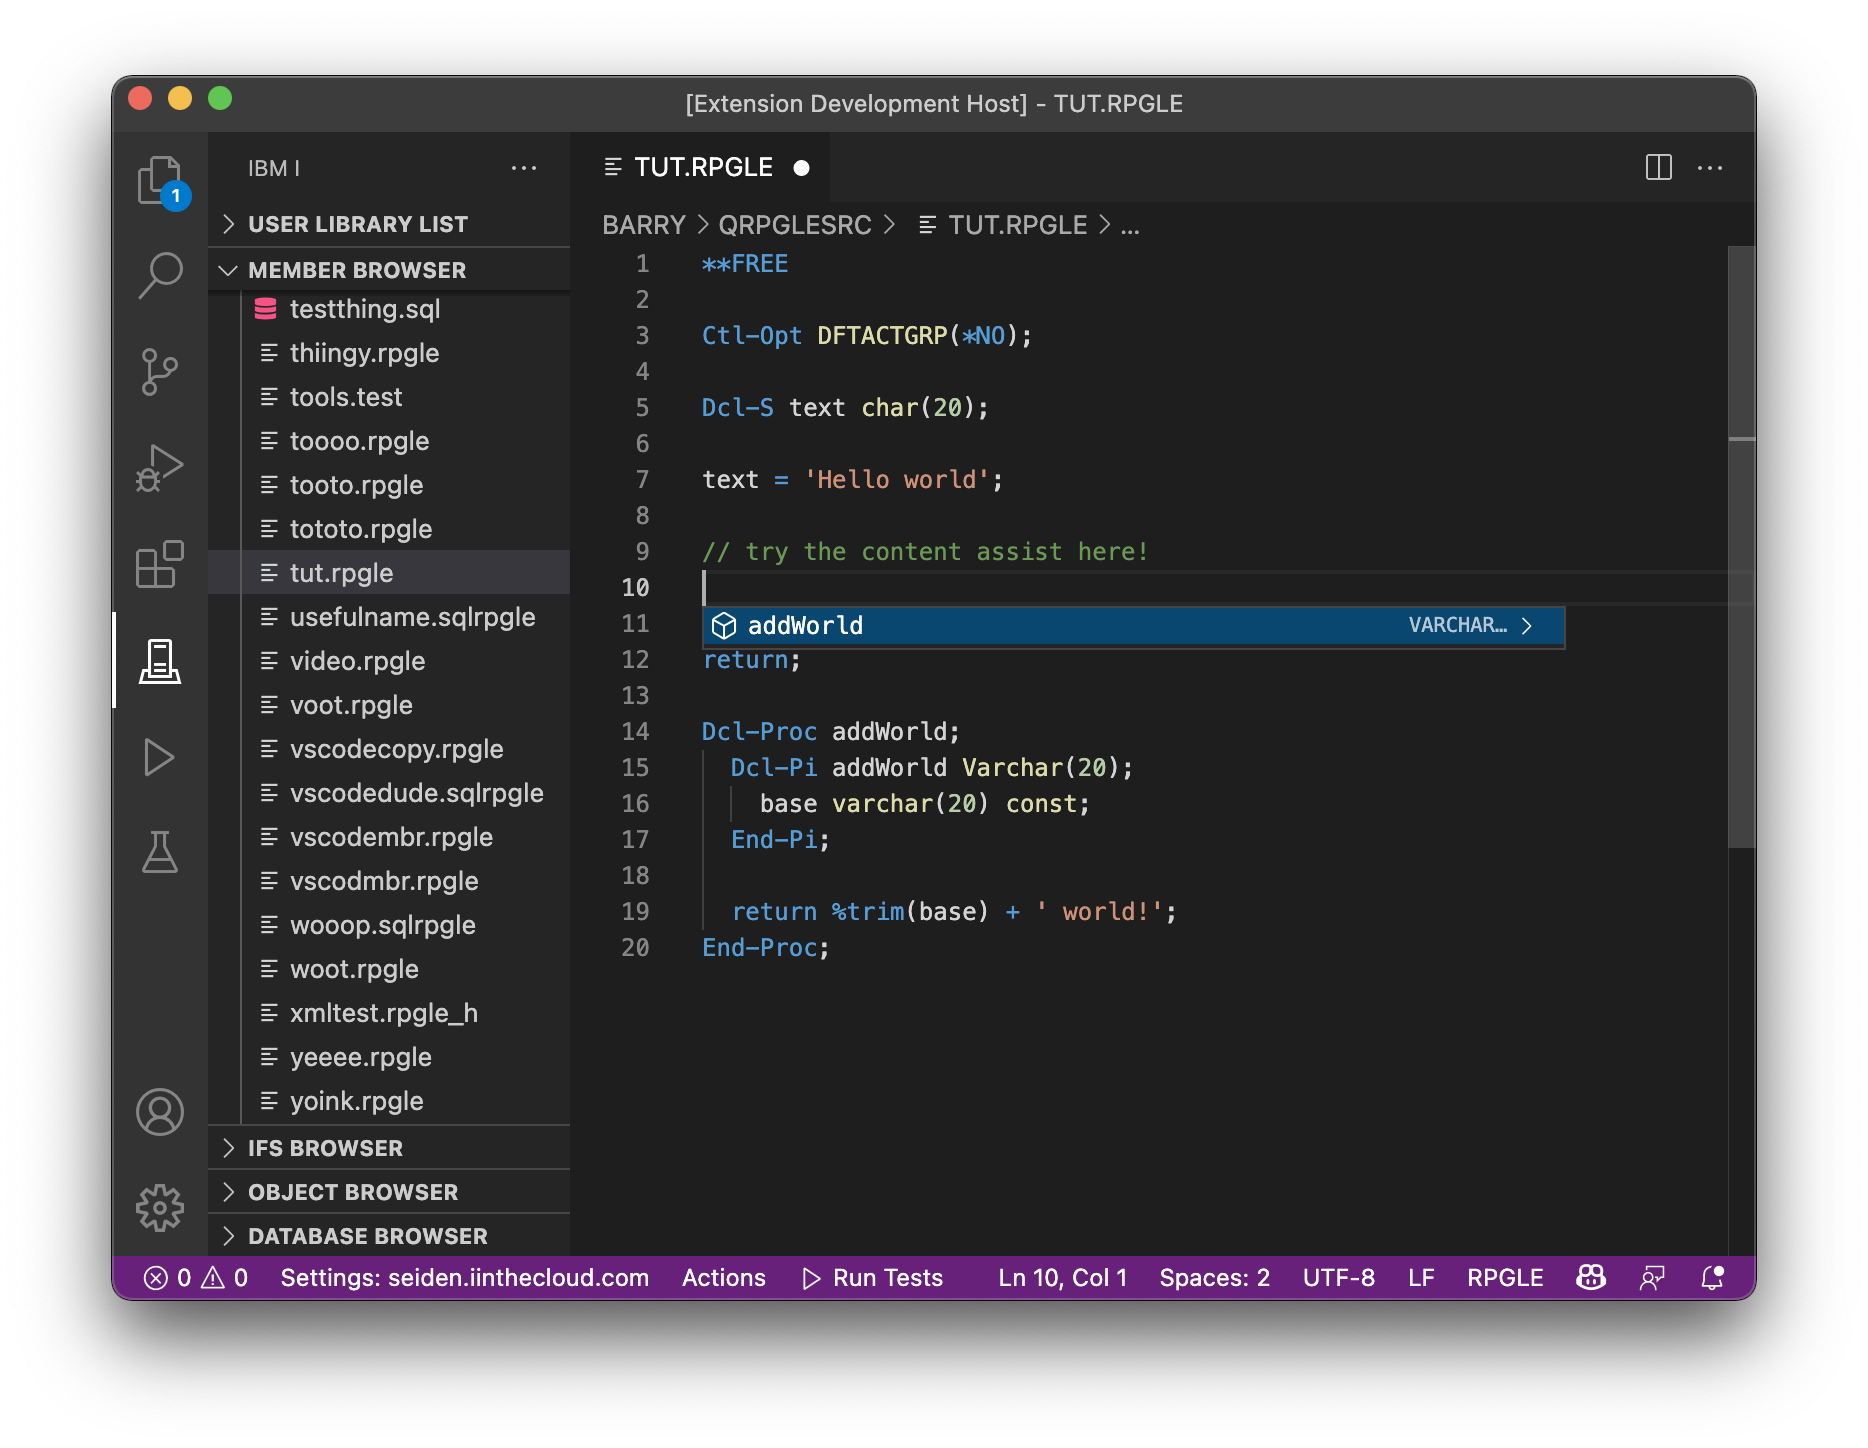 [Extension Development Host] - TUT.RPGLE
1
IBM I
USER LIBRARY LIST
MEMBER BROWSER
testthing.sql
thiingy.rpgle
tools.test
toooo.rpgle
tooto.rpgle
tototo.rpgle
tut.rpgle
usefulname.sqlrpgle
video.rpgle
voot.rpgle
vscodecopy.rpgle
vscodedude.sqlrpgle
vscodembr.rpgle
vscodmbr.rpgle
wooop.sqlrpgle
woot.rpgle
xmltest.rpgle_h
yeeee.rpgle
yoink.rpgle
IFS BROWSER
OBJECT BROWSER
DATABASE BROWSER
TUT.RPGLE
BARRY > QRPGLESRC > TUT.RPGLE > ...
1 **FREE
2
3 Ctl-Opt DFTACTGRP(*NO);
4
5 Dcl-S text char(20);
6
7 text = 'Hello world';
8
9 // try the content assist here!
10
11 addWorld VARCHAR... >
12 return;
13
14 Dcl-Proc addWorld;
15 Dcl-Pi addWorld Varchar(20);
16 base varchar(20) const;
17 End-Pi;
18
19 return %trim(base) + ' world!';
20 End-Proc;
0 0 Settings: seiden.iinthecloud.com Actions Run Tests Ln 10, Col 1 Spaces: 2 UTF-8 LF RPGLE